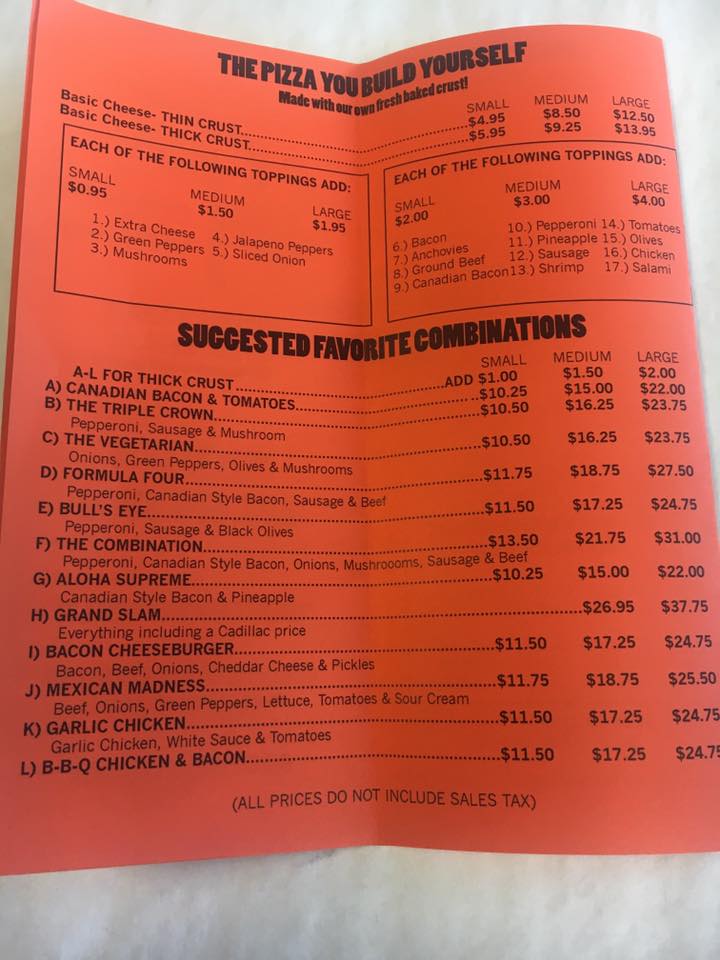 THE PIZZA YOU BUILD YOURSELF
Made with our own fresh baked crust!
SMALL MEDIUM LARGE
Basic Cheese- THIN CRUST........................................$4.95 $8.50 $12.50
Basic Cheese- THICK CRUST........................................$5.95 $9.25 $13.95
EACH OF THE FOLLOWING TOPPINGS ADD:
SMALL MEDIUM LARGE
$0.95 $1.50 $1.95
1.) Extra Cheese 4.) Jalapeno Peppers
2.) Green Peppers 5.) Sliced Onion
3.) Mushrooms
EACH OF THE FOLLOWING TOPPINGS ADD:
SMALL MEDIUM LARGE
$2.00 $3.00 $4.00
6.) Bacon 10.) Pepperoni 14.) Tomatoes
7.) Anchovies 11.) Pineapple 15.) Olives
8.) Ground Beef 12.) Sausage 16.) Chicken
9.) Canadian Bacon 13.) Shrimp 17.) Salami
SUGGESTED FAVORITE COMBINATIONS
SMALL MEDIUM LARGE
A-L FOR THICK CRUST........................................ADD $1.00 $1.50 $2.00
A) CANADIAN BACON & TOMATOES........................................$10.25 $15.00 $22.00
B) THE TRIPLE CROWN........................................$10.50 $16.25 $23.75
Pepperoni, Sausage & Mushroom
C) THE VEGETARIAN........................................$10.50 $16.25 $23.75
Onions, Green Peppers, Olives & Mushrooms
D) FORMULA FOUR........................................$11.75 $18.75 $27.50
Pepperoni, Canadian Style Bacon, Sausage & Beef
E) BULL'S EYE........................................$11.50 $17.25 $24.75
Pepperoni, Sausage & Black Olives
F) THE COMBINATION........................................$13.50 $21.75 $31.00
Pepperoni, Canadian Style Bacon, Onions, Mushroooms, Sausage & Beef
G) ALOHA SUPREME........................................$10.25 $15.00 $22.00
Canadian Style Bacon & Pineapple
H) GRAND SLAM........................................$26.95 $37.75
Everything including a Cadillac price
I) BACON CHEESEBURGER........................................$11.50 $17.25 $24.75
Bacon, Beef, Onions, Cheddar Cheese & Pickles
J) MEXICAN MADNESS........................................$11.75 $18.75 $25.50
Beef, Onions, Green Peppers, Lettuce, Tomatoes & Sour Cream
K) GARLIC CHICKEN........................................$11.50 $17.25 $24.75
Garlic Chicken, White Sauce & Tomatoes
L) B-B-Q CHICKEN & BACON........................................$11.50 $17.25 $24.75
(ALL PRICES DO NOT INCLUDE SALES TAX)